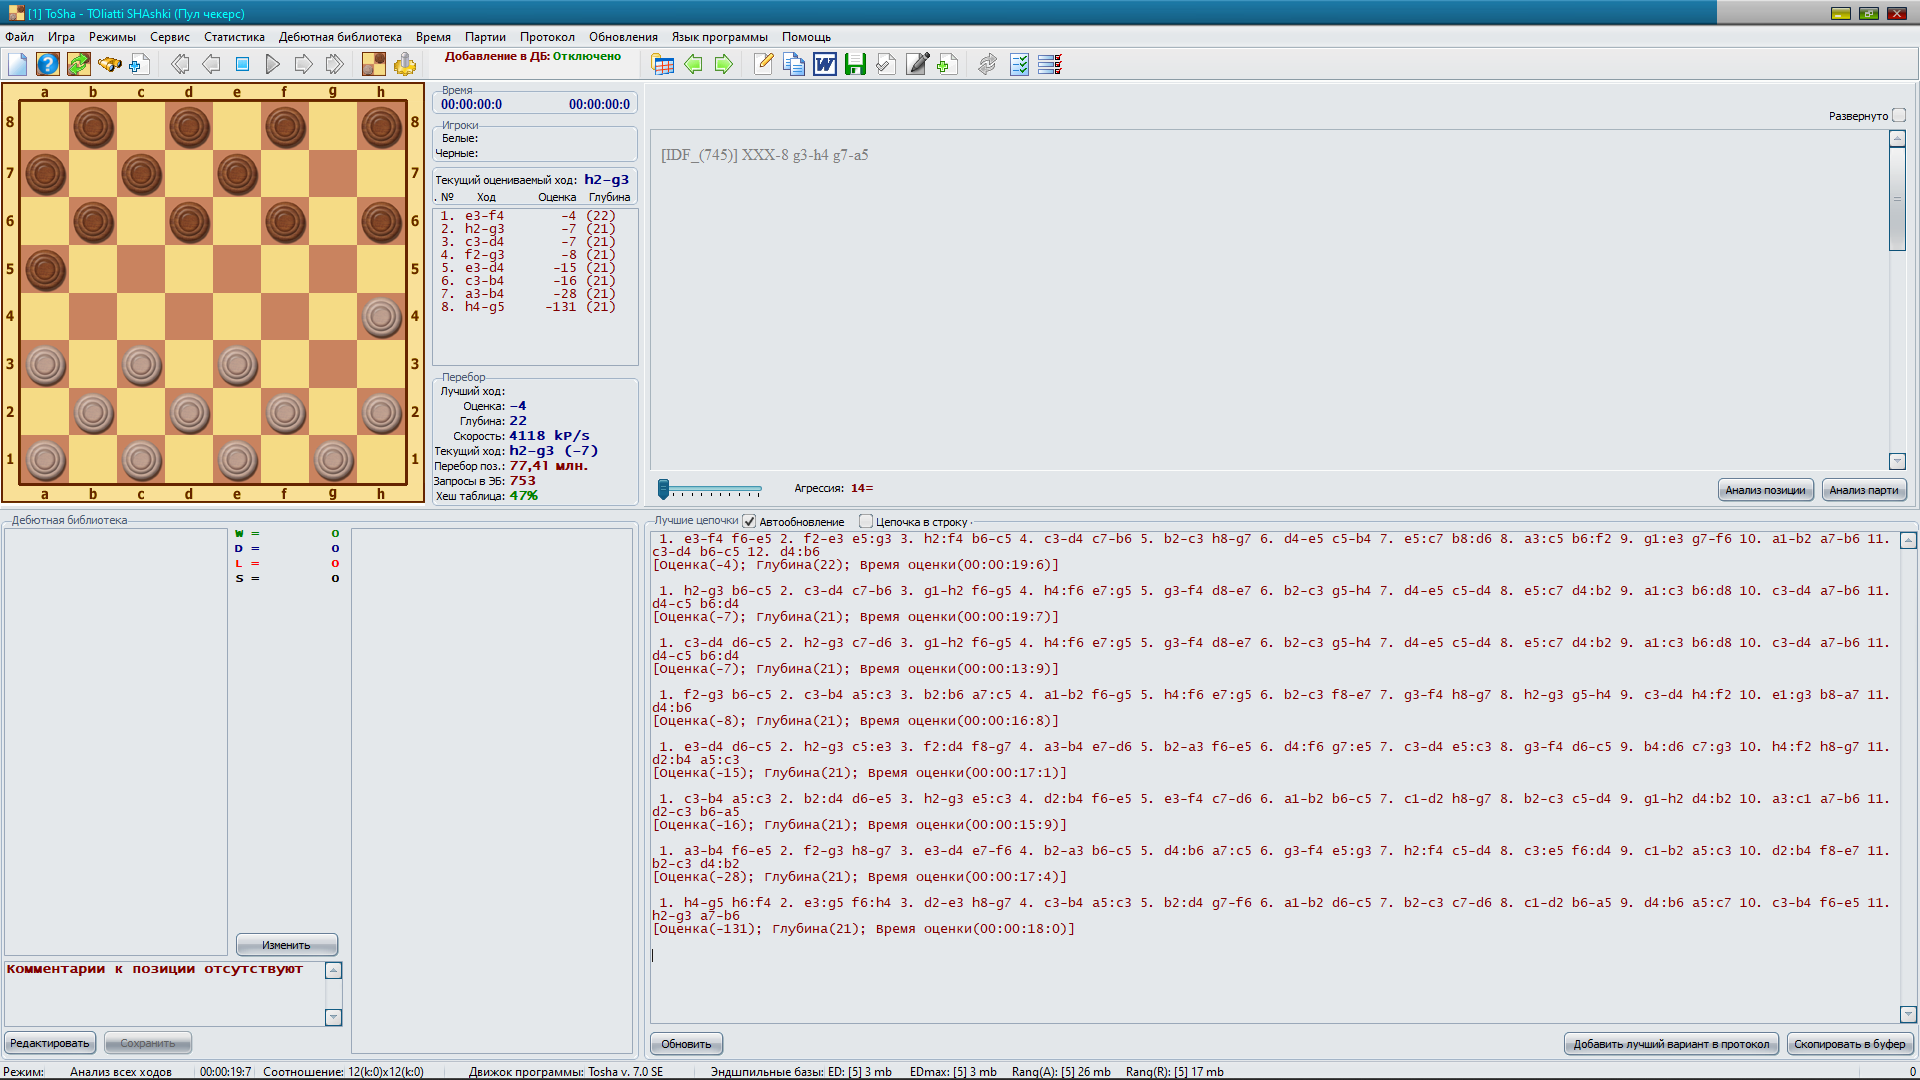 [1] ToSha - TOliatti SHAshki (Пул чекерс)
Файл Игра Режимы Сервис Статистика Дебютная библиотека Время Партии Протокол Обновления Язык программы Помощь
Добавление в ДБ: Отключено
a b c d e f g h
8 8
7 7
6 6
5 5
4 4
3 3
2 2
1 1
a b c d e f g h
Время
00:00:00:0 00:00:00:0
Игроки
Белые:
Черные:
Текущий оцениваемый ход: h2-g3
. № Ход Оценка Глубина
1. e3-f4 -4 (22)
2. h2-g3 -7 (21)
3. c3-d4 -7 (21)
4. f2-g3 -8 (21)
5. e3-d4 -15 (21)
6. c3-b4 -16 (21)
7. a3-b4 -28 (21)
8. h4-g5 -131 (21)
Перебор
Лучший ход:
Оценка: -4
Глубина: 22
Скорость: 4118 kP/s
Текущий ход: h2-g3 (-7)
Перебор поз.: 77,41 млн.
Запросы в ЭБ: 753
Хеш таблица: 47%
Развернуто
[IDF_(745)] XXX-8 g3-h4 g7-a5
Агрессия: 14=
Анализ позиции Анализ парти
Дебютная библиотека
W = 0
D = 0
L = 0
S = 0
Изменить
Комментарии к позиции отсутствуют
Редактировать Сохранить
Лучшие цепочки Автообновление Цепочка в строку
1. e3-f4 f6-e5 2. f2-e3 e5:g3 3. h2:f4 b6-c5 4. c3-d4 c7-b6 5. b2-c3 h8-g7 6. d4-e5 c5-b4 7. e5:c7 b8:d6 8. a3:c5 b6:f2 9. g1:e3 g7-f6 10. a1-b2 a7-b6 11.
c3-d4 b6-c5 12. d4:b6
[Оценка(-4); Глубина(22); Время оценки(00:00:19:6)]
1. h2-g3 b6-c5 2. c3-d4 c7-b6 3. g1-h2 f6-g5 4. h4:f6 e7:g5 5. g3-f4 d8-e7 6. b2-c3 g5-h4 7. d4-e5 c5-d4 8. e5:c7 d4:b2 9. a1:c3 b6:d8 10. c3-d4 a7-b6 11.
d4-c5 b6:d4
[Оценка(-7); Глубина(21); Время оценки(00:00:19:7)]
1. c3-d4 d6-c5 2. h2-g3 c7-d6 3. g1-h2 f6-g5 4. h4:f6 e7:g5 5. g3-f4 d8-e7 6. b2-c3 g5-h4 7. d4-e5 c5-d4 8. e5:c7 d4:b2 9. a1:c3 b6:d8 10. c3-d4 a7-b6 11.
d4-c5 b6:d4
[Оценка(-7); Глубина(21); Время оценки(00:00:13:9)]
1. f2-g3 b6-c5 2. c3-b4 a5:c3 3. b2:b6 a7:c5 4. a1-b2 f6-g5 5. h4:f6 e7:g5 6. b2-c3 f8-e7 7. g3-f4 h8-g7 8. h2-g3 g5-h4 9. c3-d4 h4:f2 10. e1:g3 b8-a7 11.
d4:b6
[Оценка(-8); Глубина(21); Время оценки(00:00:16:8)]
1. e3-d4 d6-c5 2. h2-g3 c5:e3 3. f2:d4 f8-g7 4. a3-b4 e7-d6 5. b2-a3 f6-e5 6. d4:f6 g7:e5 7. c3-d4 e5:c3 8. g3-f4 d6-c5 9. b4:d6 c7:g3 10. h4:f2 h8-g7 11.
d2:b4 a5:c3
[Оценка(-15); Глубина(21); Время оценки(00:00:17:1)]
1. c3-b4 a5:c3 2. b2:d4 d6-e5 3. h2-g3 e5:c3 4. d2:b4 f6-e5 5. e3-f4 c7-d6 6. a1-b2 b6-c5 7. c1-d2 h8-g7 8. b2-c3 c5-d4 9. g1-h2 d4:b2 10. a3:c1 a7-b6 11.
d2-c3 b6-a5
[Оценка(-16); Глубина(21); Время оценки(00:00:15:9)]
1. a3-b4 f6-e5 2. f2-g3 h8-g7 3. e3-d4 e7-f6 4. b2-a3 b6-c5 5. d4:b6 a7:c5 6. g3-f4 e5:g3 7. h2:f4 c5-d4 8. c3:e5 f6:d4 9. c1-b2 a5:c3 10. d2:b4 f8-e7 11.
b2-c3 d4:b2
[Оценка(-28); Глубина(21); Время оценки(00:00:17:4)]
1. h4-g5 h6:f4 2. e3:g5 f6:h4 3. d2-e3 h8-g7 4. c3-b4 a5:c3 5. b2:d4 g7-f6 6. a1-b2 d6-c5 7. b2-c3 c7-d6 8. c1-d2 b6-a5 9. d4:b6 a5:c7 10. c3-b4 f6-e5 11.
h2-g3 a7-b6
[Оценка(-131); Глубина(21); Время оценки(00:00:18:0)]
Обновить Добавить лучший вариант в протокол Скопировать в буфер
Режим: Анализ всех ходов 00:00:19:7 Соотношение: 12(k:0)x12(k:0) Движок программы: Tosha v. 7.0 SE Эндшпильные базы: ED: [5] 3 mb EDmax: [5] 3 mb Rang(A): [5] 26 mb Rang(R): [5] 17 mb 0